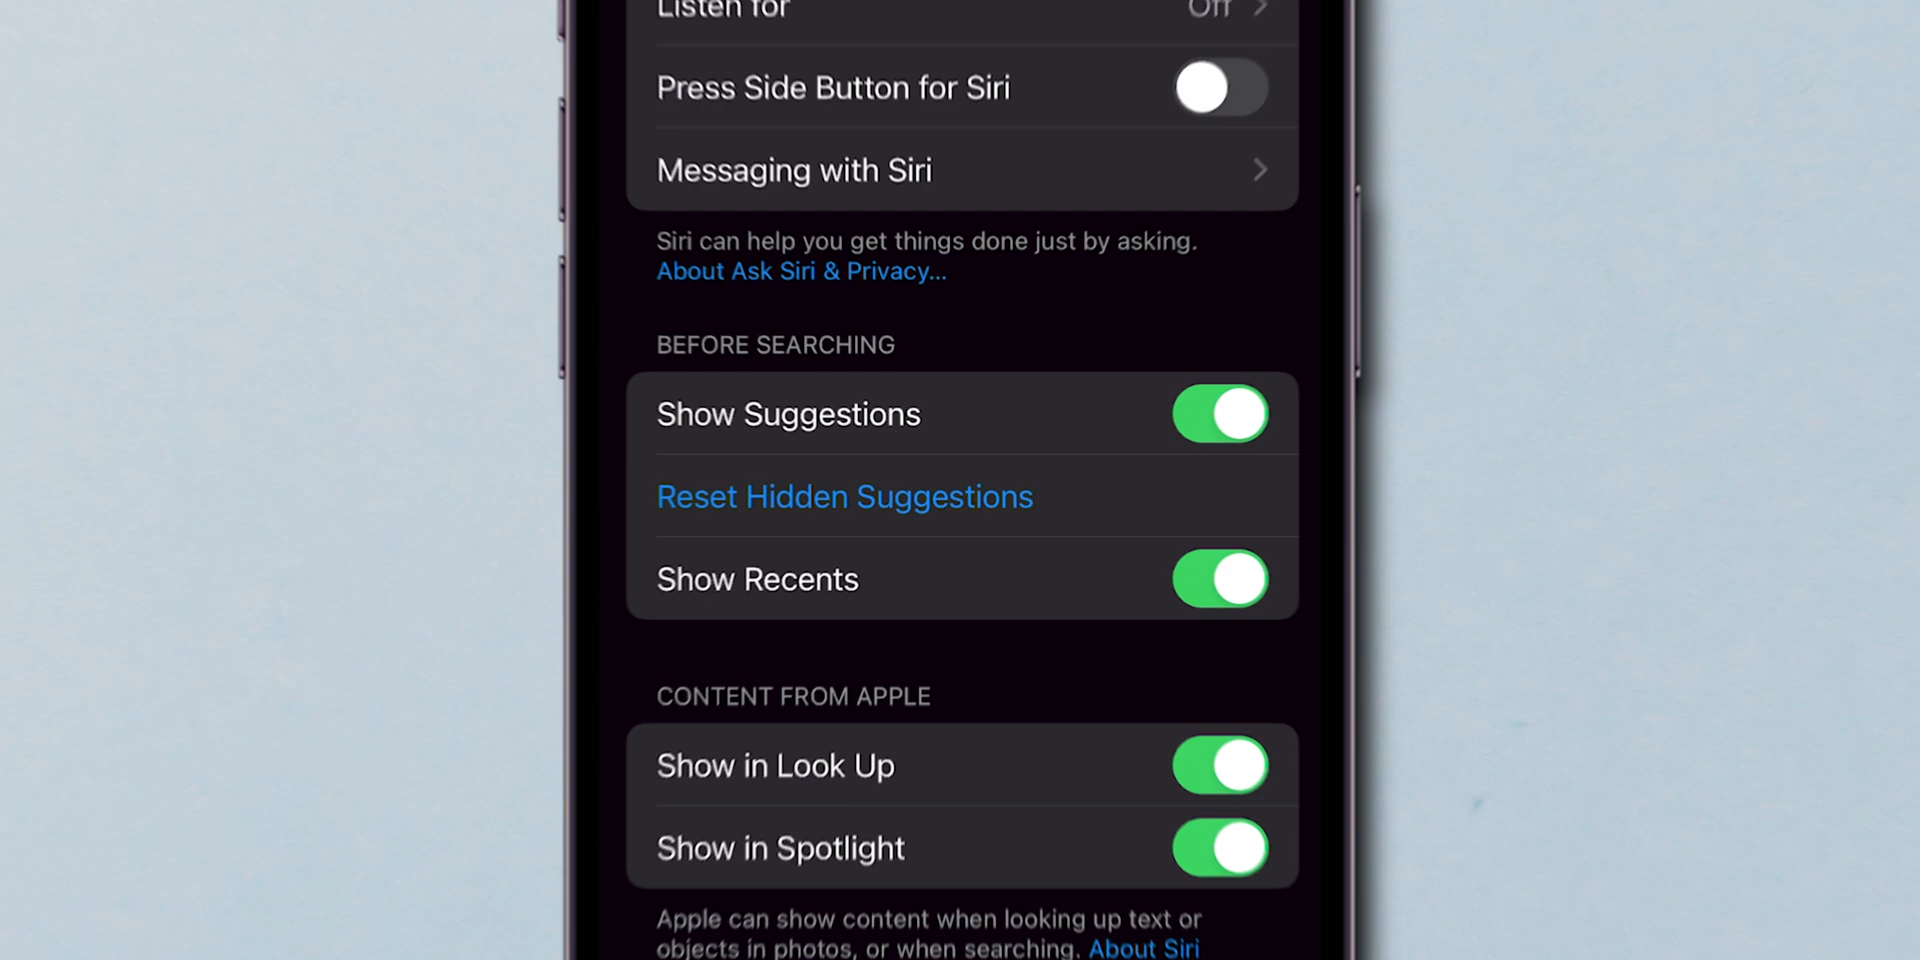 Listen for
Off
Press Side Button for Siri
Messaging with Siri
Siri can help you get things done just by asking.
About Ask Siri & Privacy...
BEFORE SEARCHING
Show Suggestions
Reset Hidden Suggestions
Show Recents
CONTENT FROM APPLE
Show in Look Up
Show in Spotlight
Apple can show content when looking up text or
objects in photos, or when searching. About Siri